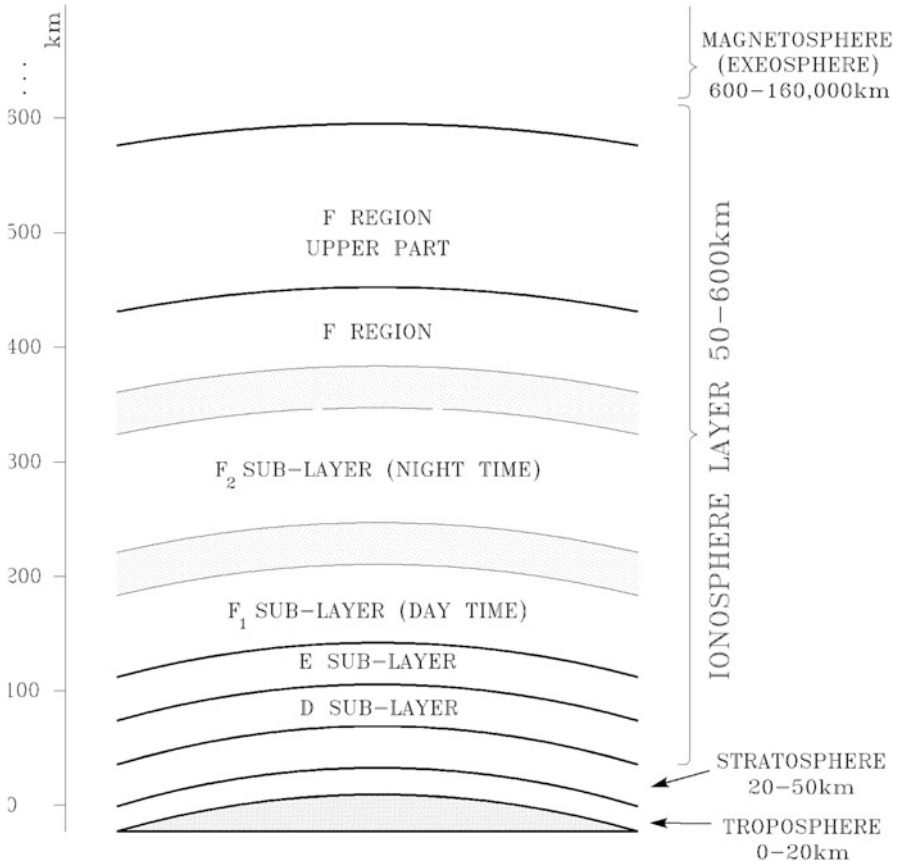 km
MAGNETOSPHERE
(EXEOSPHERE)
600-160,000km
600
500
400
300
200
100
0
F REGION
UPPER PART
F REGION
F2 SUB-LAYER (NIGHT TIME)
F1 SUB-LAYER (DAY TIME)
E SUB-LAYER
D SUB-LAYER
IONOSPHERE LAYER 50-600km
STRATOSPHERE
20-50km
TROPOSPHERE
0-20km